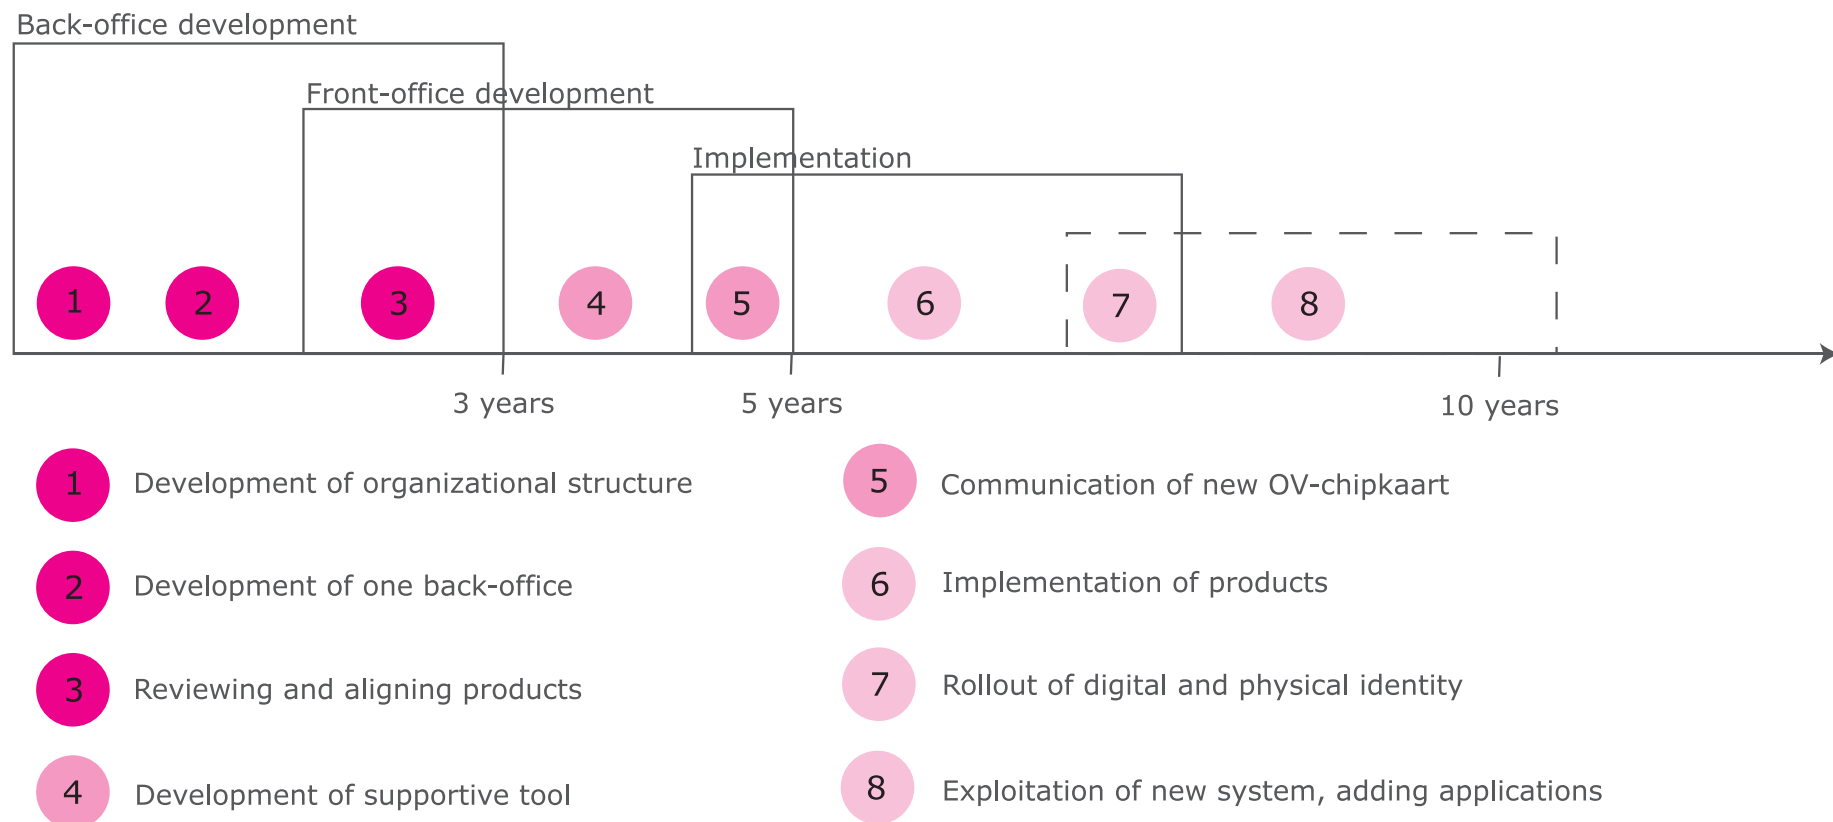 Back-office development
Front-office development
Implementation
1 2 3 4 5 6 7 8
3 years 5 years 10 years
1 Development of organizational structure
2 Development of one back-office
3 Reviewing and aligning products
4 Development of supportive tool
5 Communication of new OV-chipkaart
6 Implementation of products
7 Rollout of digital and physical identity
8 Exploitation of new system, adding applications